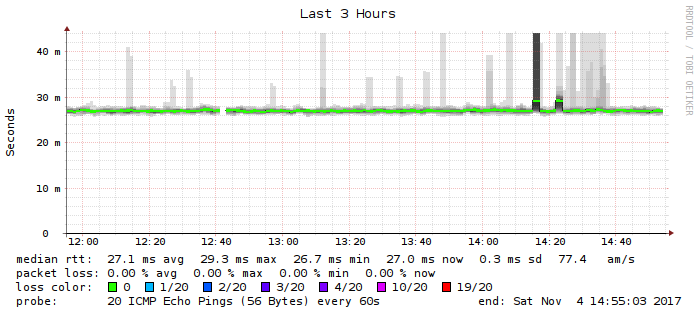 Last 3 Hours
RRDTOOL / TOBI OETIKER
Seconds
40 m
30 m
20 m
10 m
0
12:00 12:20 12:40 13:00 13:20 13:40 14:00 14:20 14:40
median rtt: 27.1 ms avg 29.3 ms max 26.7 ms min 27.0 ms now 0.3 ms sd 77.4 am/s
packet loss: 0.00 % avg 0.00 % max 0.00 % min 0.00 % now
loss color: 0 1/20 2/20 3/20 4/20 10/20 19/20
probe: 20 ICMP Echo Pings (56 Bytes) every 60s end: Sat Nov 4 14:55:03 2017